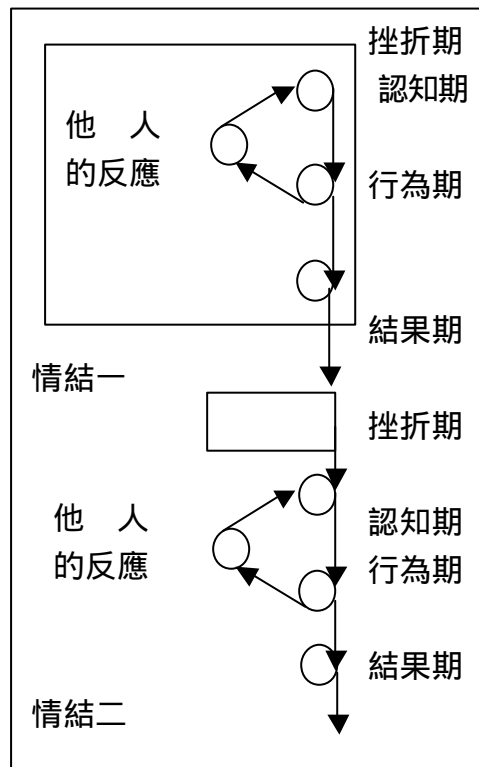 挫折期
認知期
他　人
的反應
行為期
結果期
情結一
挫折期
他　人
的反應
認知期
行為期
結果期
情結二